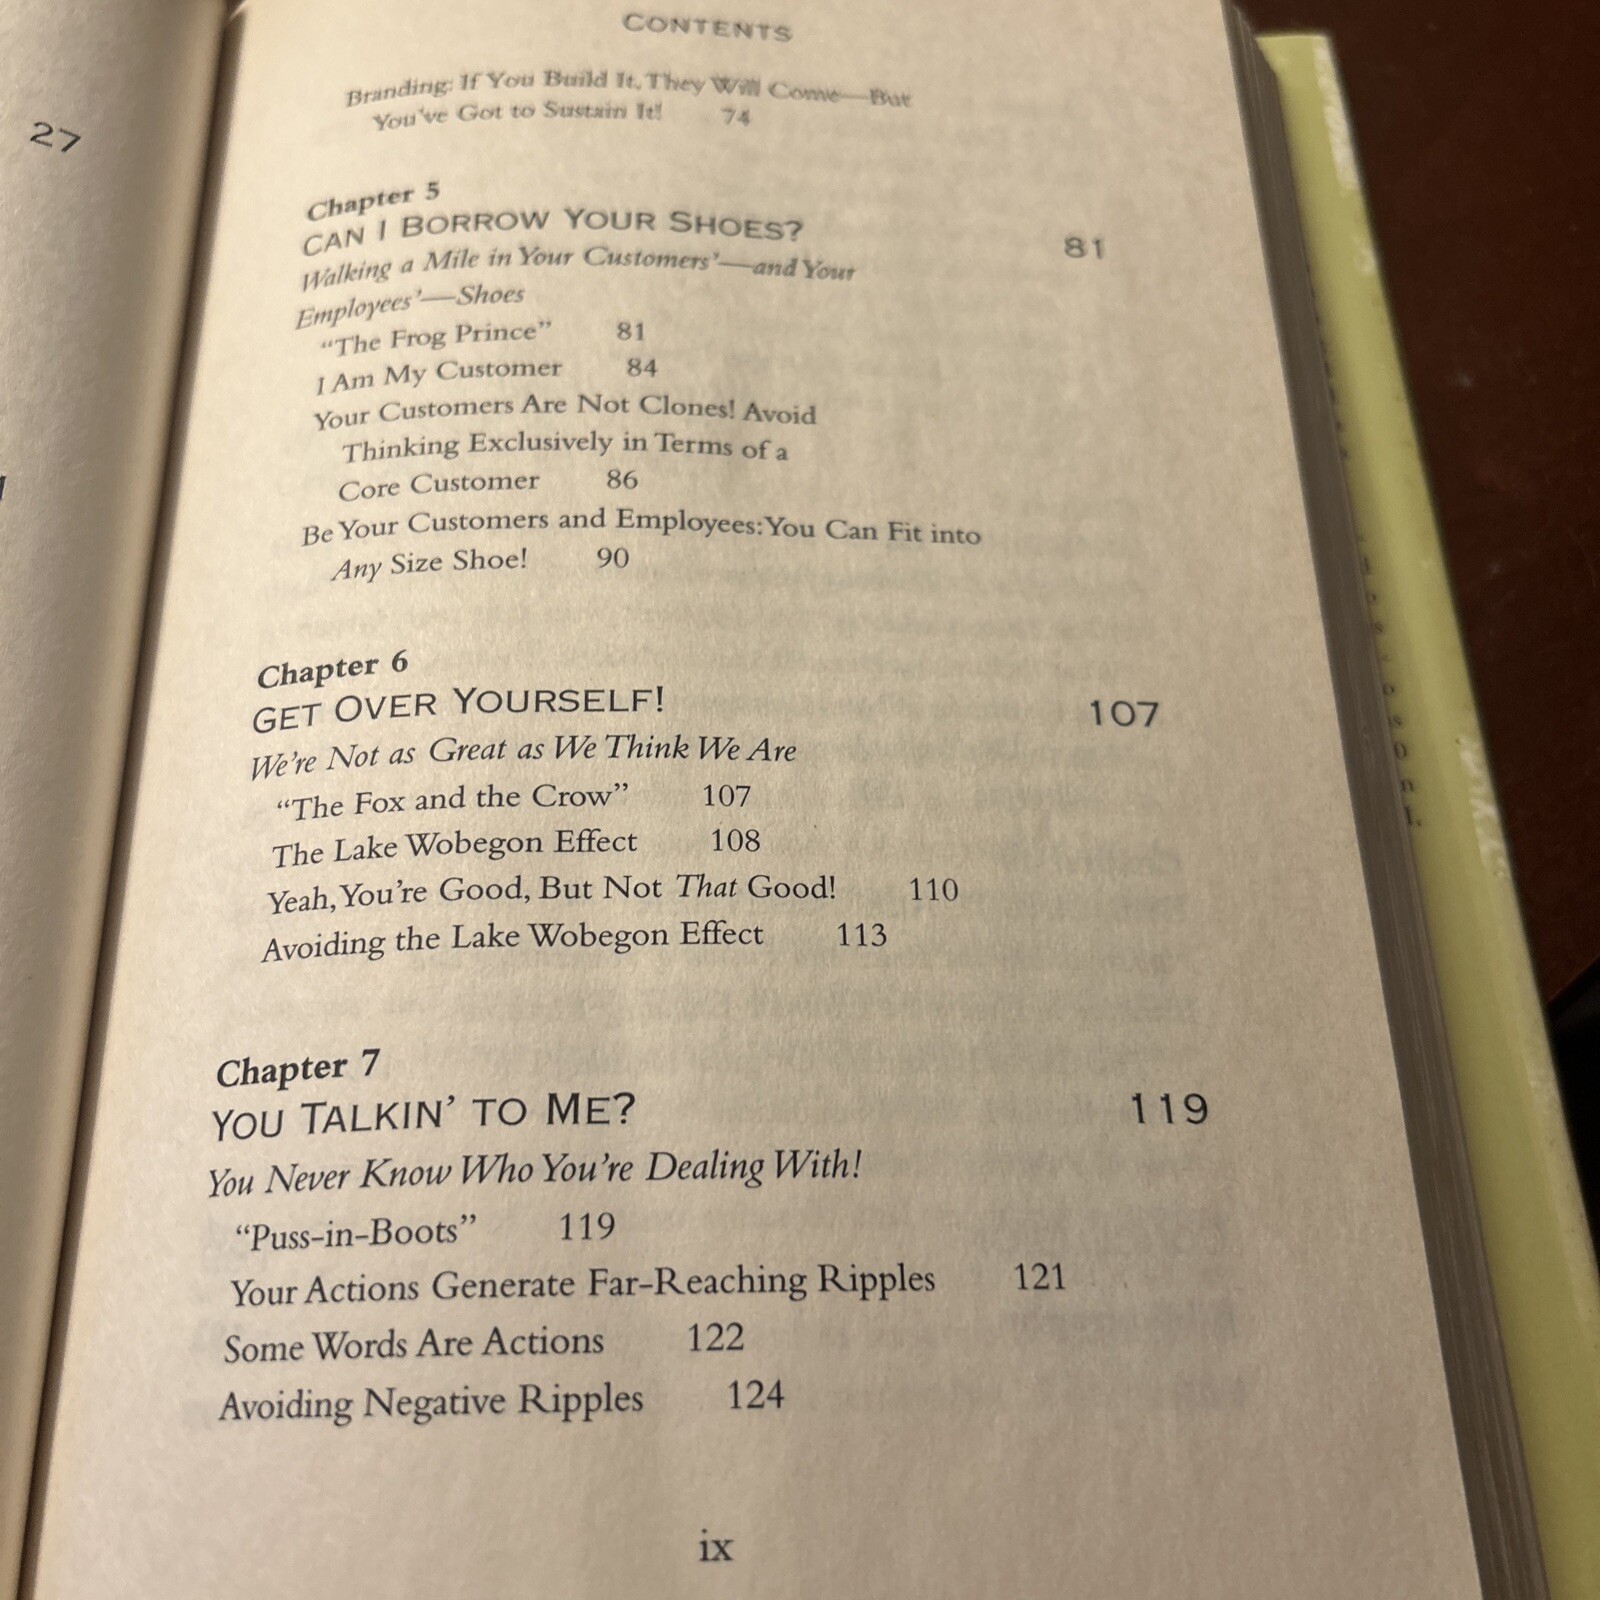 27
CONTENTS
Branding: If You Build It, They Will Come—But
You've Got to Sustain It! 74
Chapter 5
CAN I BORROW YOUR SHOES? 81
Walking a Mile in Your Customers'—and Your
Employees'—Shoes
“The Frog Prince” 81
I Am My Customer 84
Your Customers Are Not Clones! Avoid
Thinking Exclusively in Terms of a
Core Customer 86
Be Your Customers and Employees: You Can Fit into
Any Size Shoe! 90
Chapter 6
GET OVER YOURSELF! 107
We're Not as Great as We Think We Are
“The Fox and the Crow” 107
The Lake Wobegon Effect 108
Yeah, You're Good, But Not That Good! 110
Avoiding the Lake Wobegon Effect 113
Chapter 7
YOU TALKIN' TO ME? 119
You Never Know Who You're Dealing With!
“Puss-in-Boots” 119
Your Actions Generate Far-Reaching Ripples 121
Some Words Are Actions 122
Avoiding Negative Ripples 124
ix